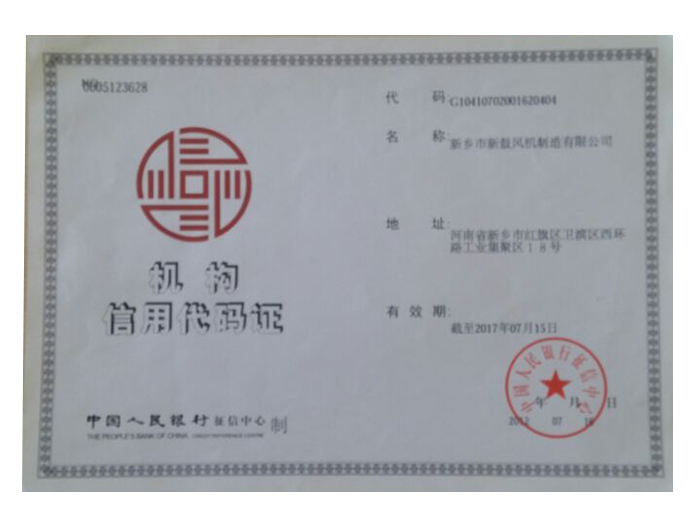 0005123628
机 构
信用代码证
中国人民银行 征信中心 制
THE PEOPLE'S BANK OF CHINA CREDIT REFERENCE CENTER
代 码: G10410702001620404
名 称: 新乡市新鼓风机制造有限公司
地 址: 河南省新乡市红旗区卫滨区西环
路工业集聚区18号
有 效 期:
截至2017年07月15日
中国人民银行征信中心
年 月 日
2012 07 16